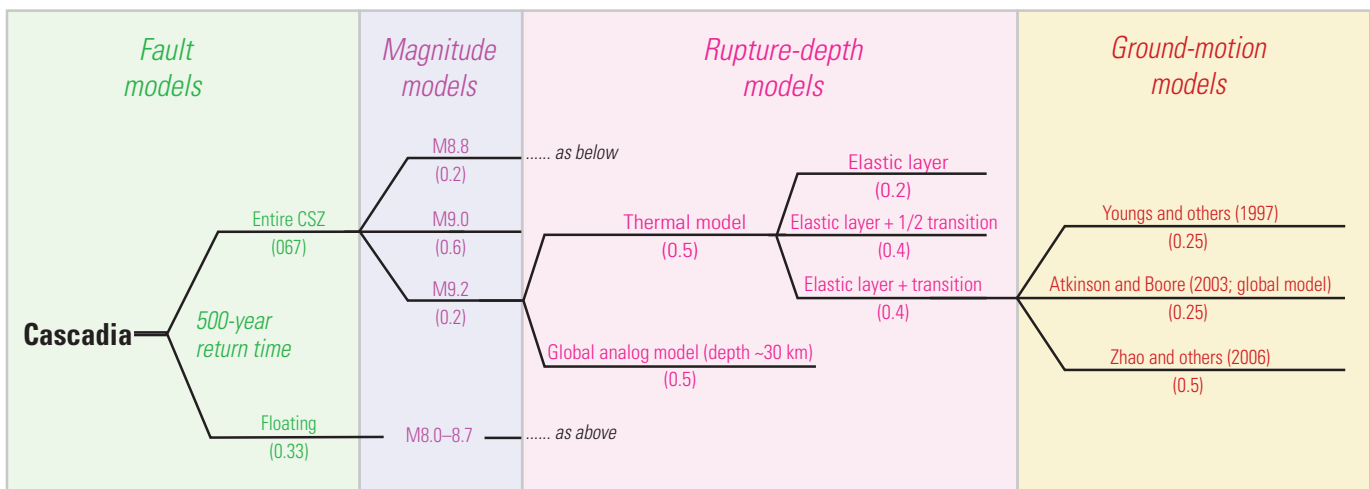 Fault
models
Magnitude
models
Rupture-depth
models
Ground-motion
models
M8.8
(0.2)
...... as below
Elastic layer
(0.2)
Entire CSZ
(067)
M9.0
(0.6)
Thermal model
(0.5)
Elastic layer + 1/2 transition
(0.4)
Youngs and others (1997)
(0.25)
M9.2
(0.2)
Elastic layer + transition
(0.4)
Atkinson and Boore (2003; global model)
(0.25)
Cascadia
500-year
return time
Global analog model (depth ~30 km)
(0.5)
Zhao and others (2006)
(0.5)
Floating
(0.33)
M8.0–8.7
...... as above